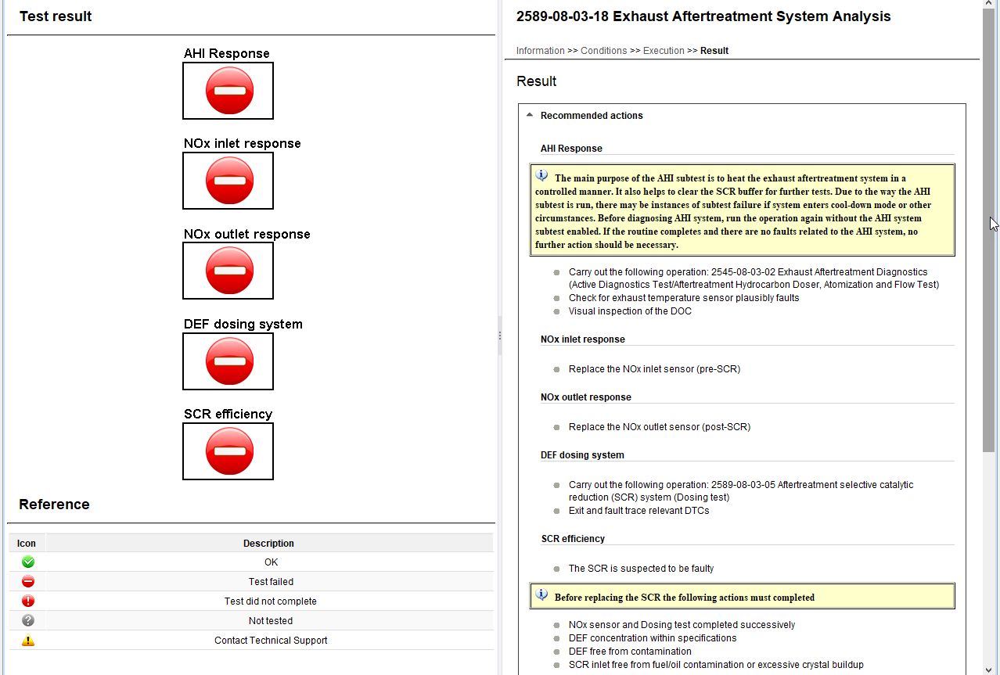 Test result
AHI Response
NOx inlet response
NOx outlet response
DEF dosing system
SCR efficiency
Reference
Icon Description
OK
Test failed
Test did not complete
Not tested
Contact Technical Support
2589-08-03-18 Exhaust Aftertreatment System Analysis
Information >> Conditions >> Execution >> Result
Result
Recommended actions
AHI Response
The main purpose of the AHI subtest is to heat the exhaust aftertreatment system in a
controlled manner. It also helps to clear the SCR buffer for further tests. Due to the way the AHI
subtest is run, there may be instances of subtest failure if system enters cool-down mode or other
circumstances. Before diagnosing AHI system, run the operation again without the AHI system
subtest enabled. If the routine completes and there are no faults related to the AHI system, no
further action should be necessary.
Carry out the following operation: 2545-08-03-02 Exhaust Aftertreatment Diagnostics
(Active Diagnostics Test/Aftertreatment Hydrocarbon Doser, Atomization and Flow Test)
Check for exhaust temperature sensor plausibly faults
Visual inspection of the DOC
NOx inlet response
Replace the NOx inlet sensor (pre-SCR)
NOx outlet response
Replace the NOx outlet sensor (post-SCR)
DEF dosing system
Carry out the following operation: 2589-08-03-05 Aftertreatment selective catalytic
reduction (SCR) system (Dosing test)
Exit and fault trace relevant DTCs
SCR efficiency
The SCR is suspected to be faulty
Before replacing the SCR the following actions must completed
NOx sensor and Dosing test completed successively
DEF concentration within specifications
DEF free from contamination
SCR inlet free from fuel/oil contamination or excessive crystal buildup